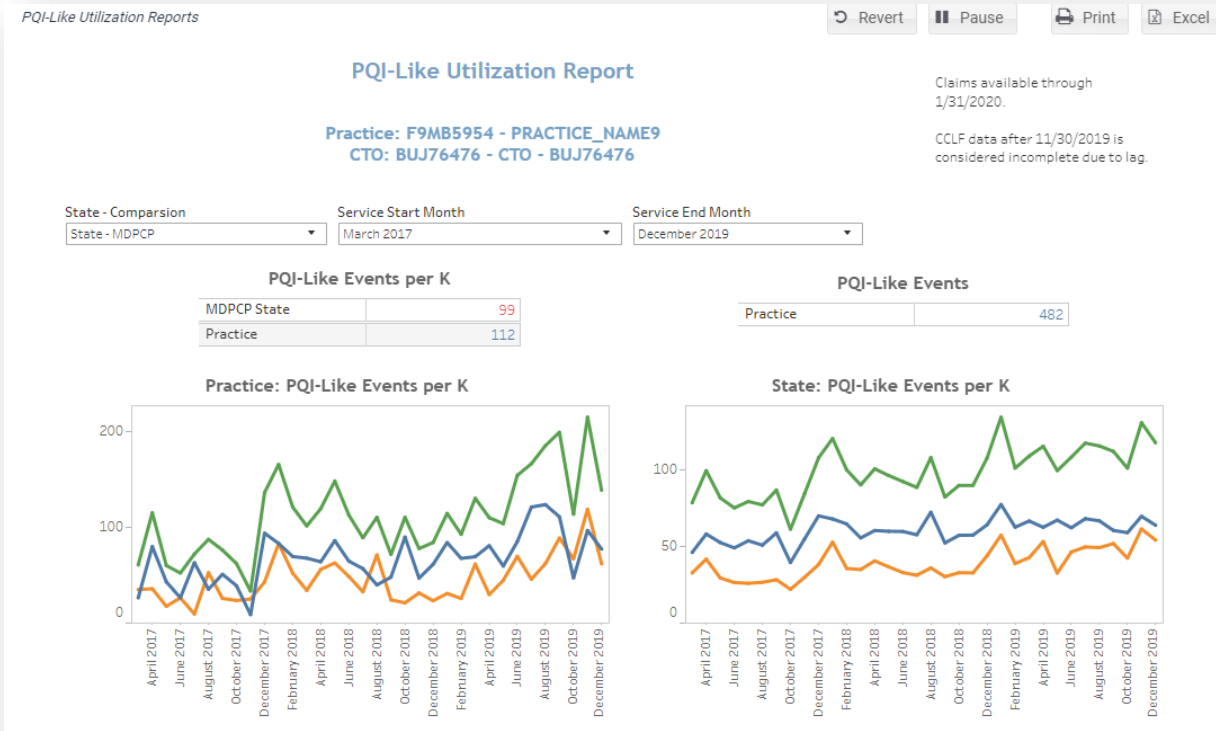 PQI-Like Utilization Reports
Revert
Pause
Print
Excel
PQI-Like Utilization Report
Claims available through
1/31/2020.
CCLF data after 11/30/2019 is
considered incomplete due to lag.
Practice: F9MB5954 - PRACTICE_NAME9
CTO: BUJ76476 - CTO - BUJ76476
State - Comparsion
Service Start Month
Service End Month
State - MDPCP
March 2017
December 2019
PQI-Like Events per K
MDPCP State 99
Practice 112
PQI-Like Events
Practice 482
Practice: PQI-Like Events per K
200
100
0
April 2017
June 2017
August 2017
October 2017
December 2017
February 2018
April 2018
June 2018
August 2018
October 2018
December 2018
February 2019
April 2019
June 2019
August 2019
October 2019
December 2019
State: PQI-Like Events per K
100
50
0
April 2017
June 2017
August 2017
October 2017
December 2017
February 2018
April 2018
June 2018
August 2018
October 2018
December 2018
February 2019
April 2019
June 2019
August 2019
October 2019
December 2019